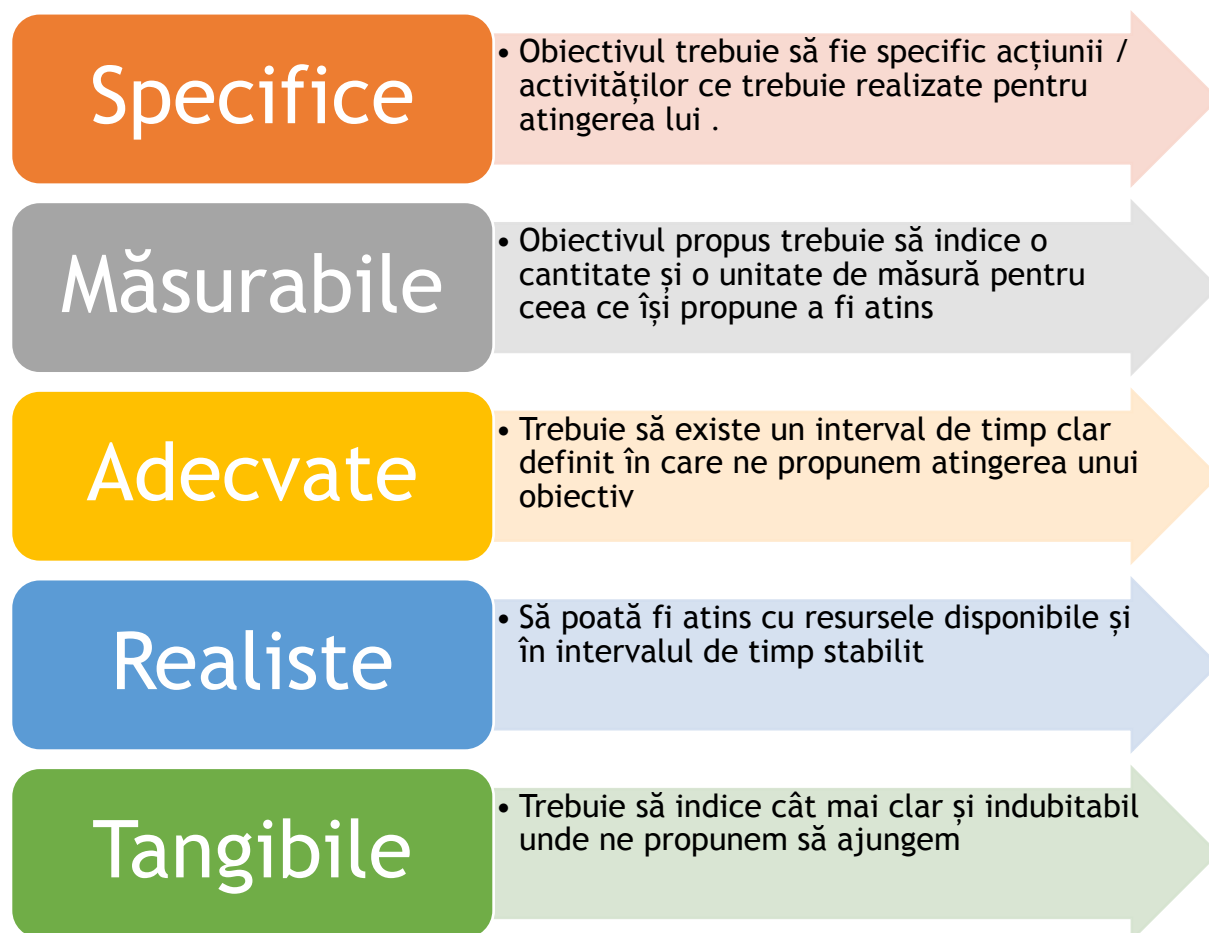 Specifice
• Obiectivul trebuie să fie specific acțiunii /
activităților ce trebuie realizate pentru
atingerea lui .
Măsurabile
• Obiectivul propus trebuie să indice o
cantitate și o unitate de măsură pentru
ceea ce își propune a fi atins
Adecvate
• Trebuie să existe un interval de timp clar
definit în care ne propunem atingerea unui
obiectiv
Realiste
• Să poată fi atins cu resursele disponibile și
în intervalul de timp stabilit
Tangibile
• Trebuie să indice cât mai clar și indubitabil
unde ne propunem să ajungem